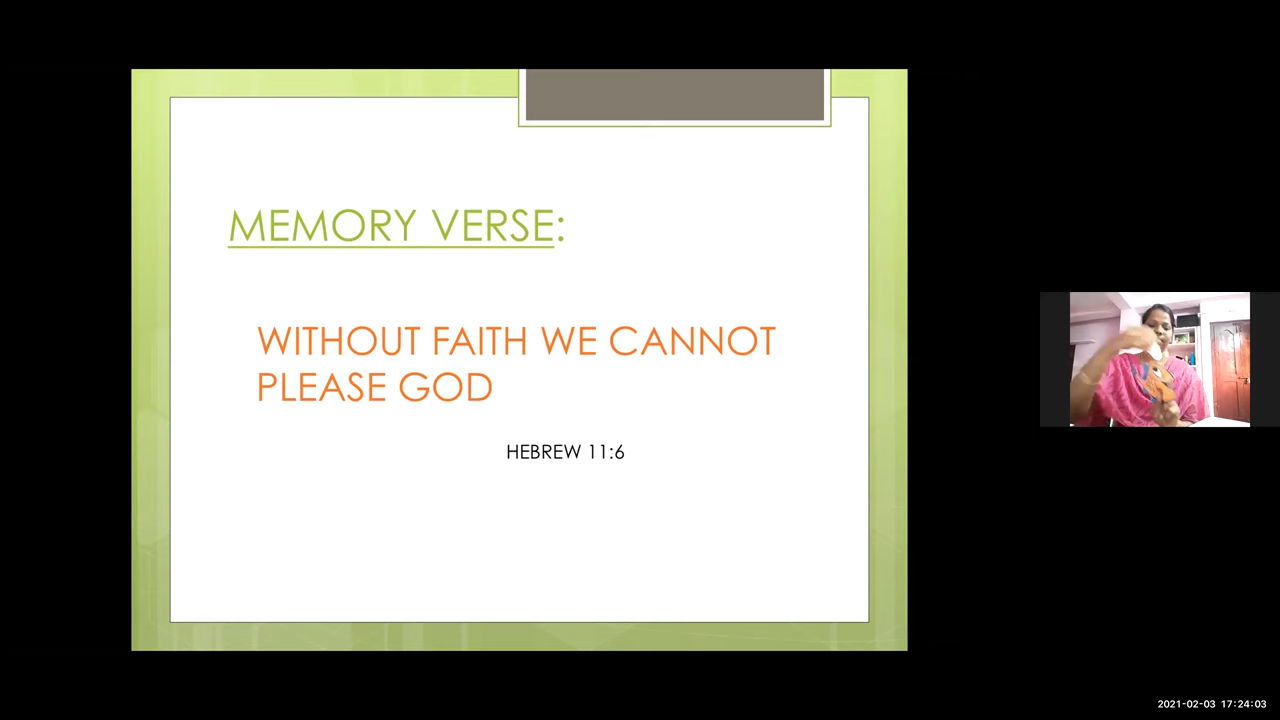 MEMORY VERSE:
WITHOUT FAITH WE CANNOT
PLEASE GOD
HEBREW 11:6
2021-02-03 17:24:03